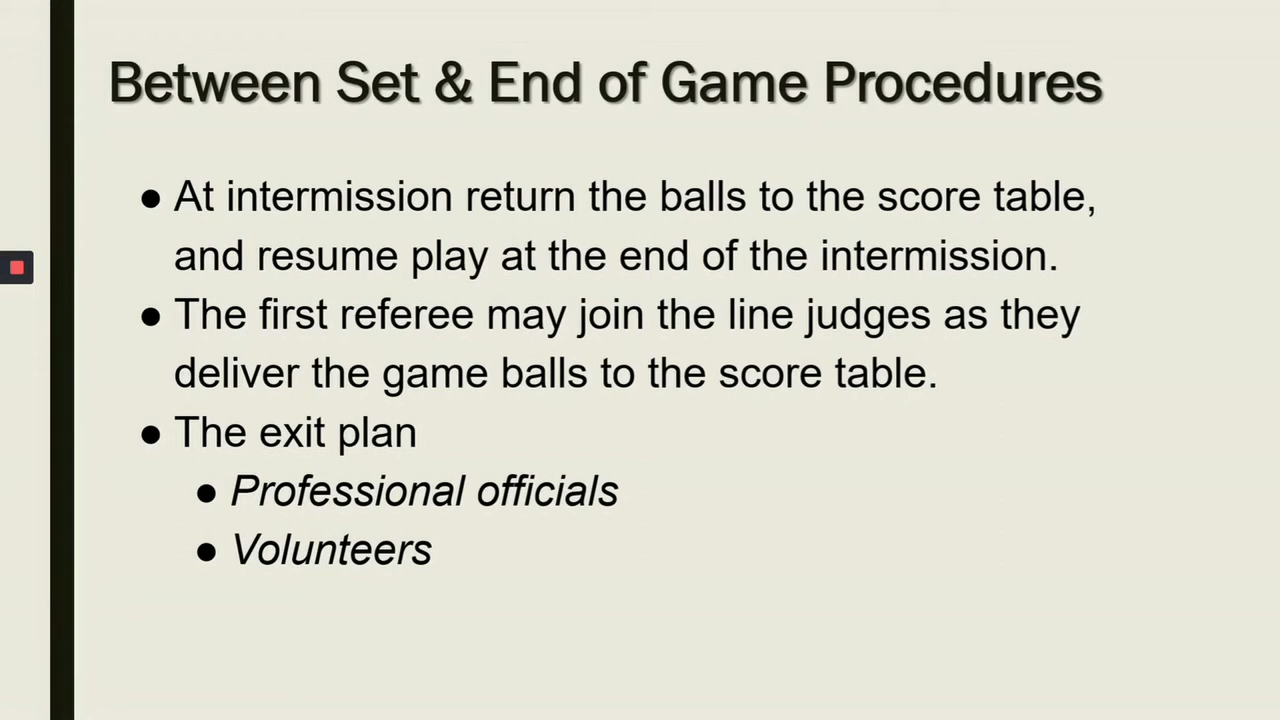 Between Set & End of Game Procedures
● At intermission return the balls to the score table,
and resume play at the end of the intermission.
● The first referee may join the line judges as they
deliver the game balls to the score table.
● The exit plan
● Professional officials
● Volunteers